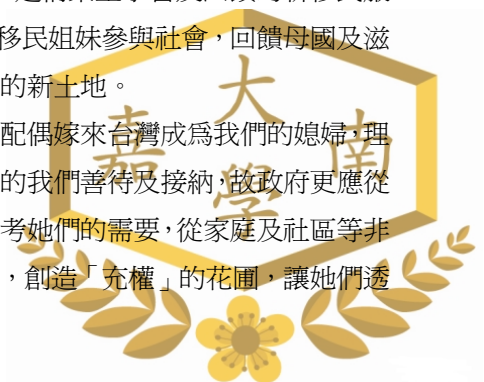 移民姐妹參與社會，回饋母國及滋
的新土地。
配偶嫁來台灣成為我們的媳婦，理
的我們善待及接納，故政府更應從
考她們的需要，從家庭及社區等非
，創造「充權」的花圃，讓她們透
大
嘉 南
學